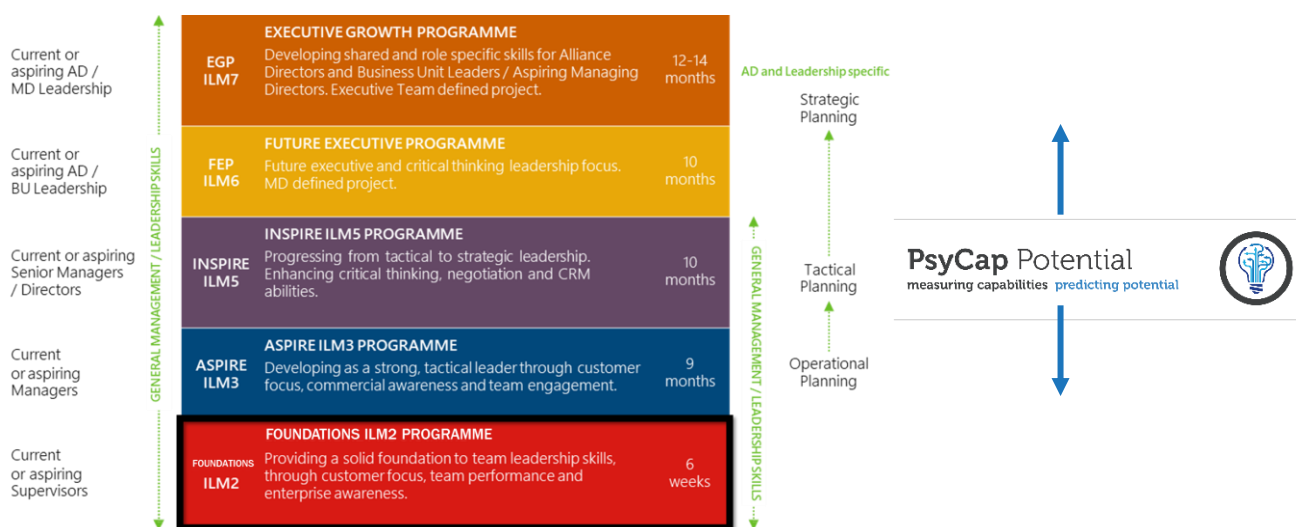 Current or
aspiring AD /
MD Leadership
Current or
aspiring AD /
BU Leadership
Current or aspiring
Senior Managers
/ Directors
Current
or aspiring
Managers
Current
or aspiring
Supervisors
GENERAL MANAGEMENT / LEADERSHIP SKILLS
EGP
ILM7
EXECUTIVE GROWTH PROGRAMME
Developing shared and role specific skills for Alliance
Directors and Business Unit Leaders / Aspiring Managing
Directors. Executive Team defined project.
12-14
months
FEP
ILM6
FUTURE EXECUTIVE PROGRAMME
Future executive and critical thinking leadership focus.
MD defined project.
10
months
INSPIRE
ILM5
INSPIRE ILM5 PROGRAMME
Progressing from tactical to strategic leadership.
Enhancing critical thinking, negotiation and CRM
abilities.
10
months
ASPIRE
ILM3
ASPIRE ILM3 PROGRAMME
Developing as a strong, tactical leader through customer
focus, commercial awareness and team engagement.
9
months
FOUNDATIONS
ILM2
FOUNDATIONS ILM2 PROGRAMME
Providing a solid foundation to team leadership skills,
through customer focus, team performance and
enterprise awareness.
6
weeks
GENERAL MANAGEMENT / LEADERSHIP SKILLS
AD and Leadership specific
Strategic
Planning
Tactical
Planning
Operational
Planning
PsyCap Potential
measuring capabilities predicting potential